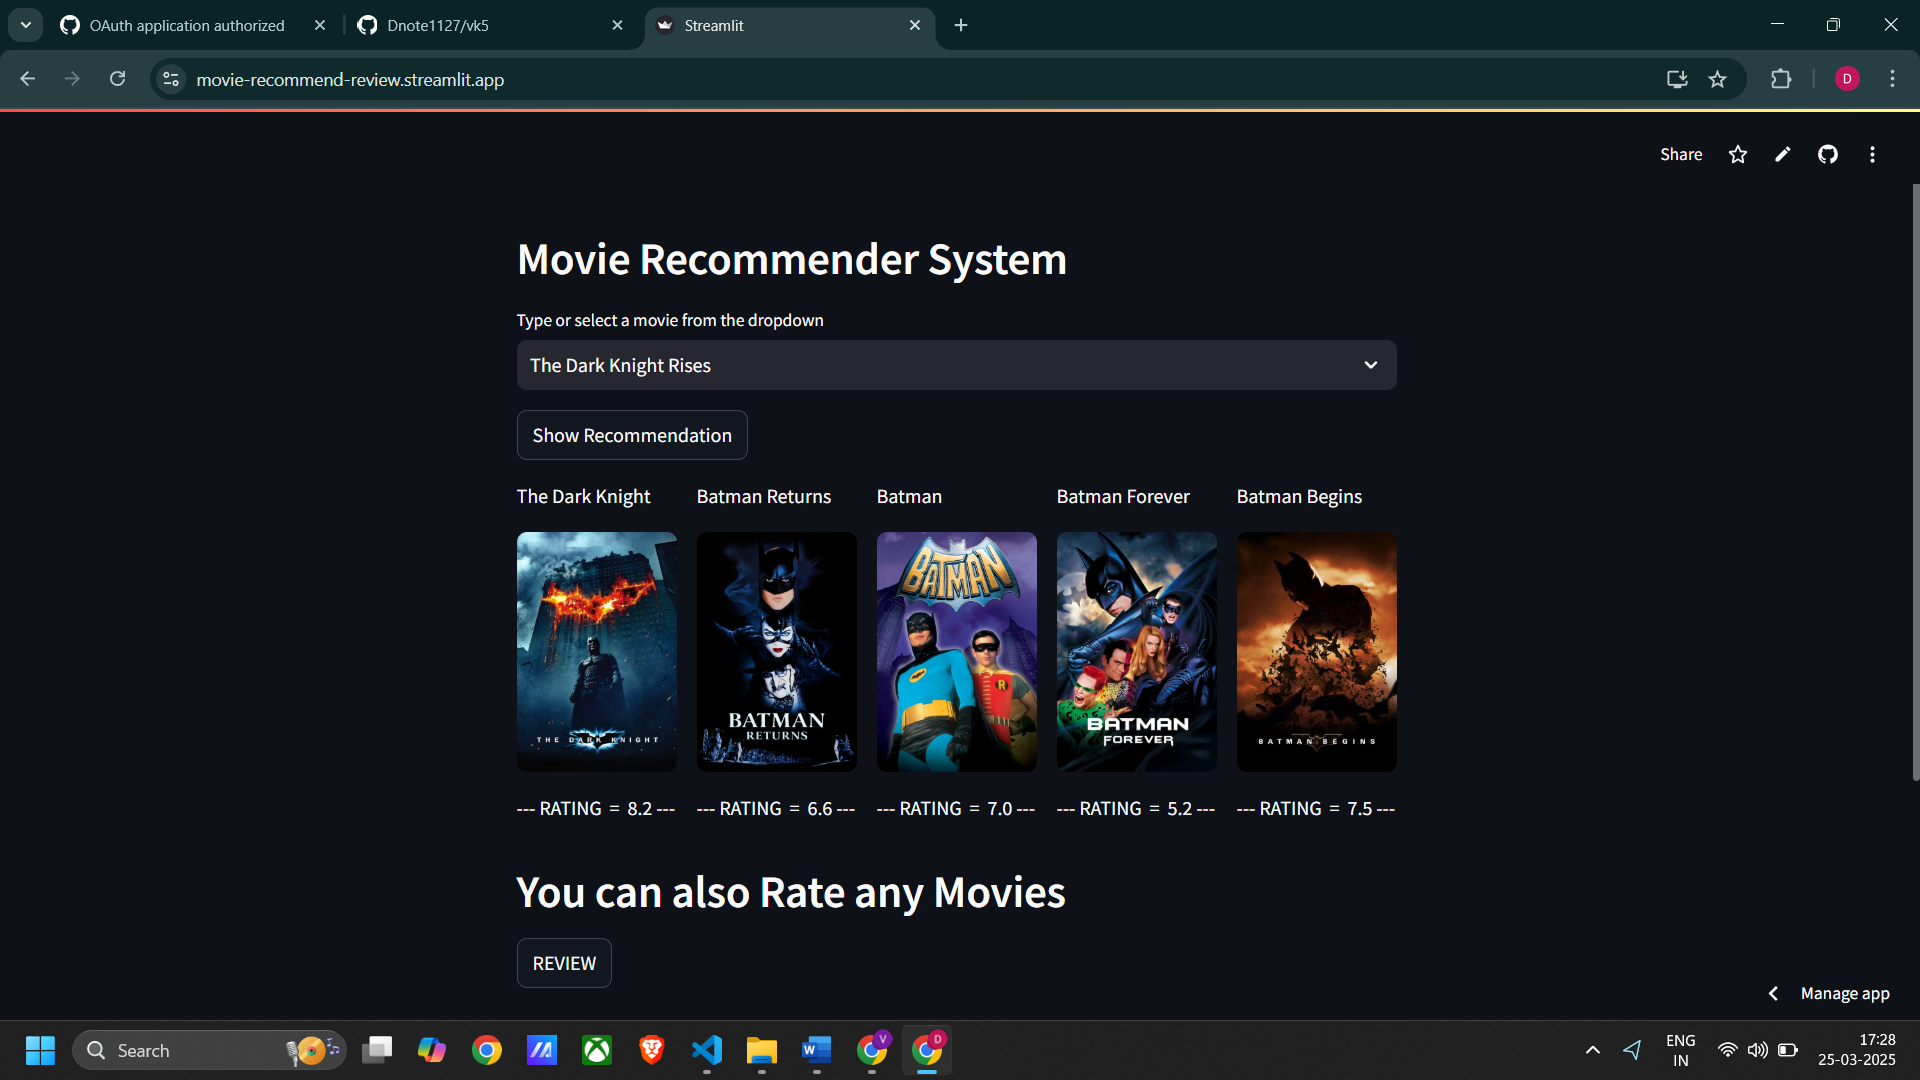 OAuth application authorized
Dnote1127/vk5
Streamlit
movie-recommend-review.streamlit.app
D
Share
Movie Recommender System
Type or select a movie from the dropdown
The Dark Knight Rises
Show Recommendation
The Dark Knight
Batman Returns
Batman
Batman Forever
Batman Begins
THE DARK KNIGHT
BATMAN
RETURNS
BATMAN
R
BATMAN
FOREVER
BATMAN BEGINS
--- RATING = 8.2 ---
--- RATING = 6.6 ---
--- RATING = 7.0 ---
--- RATING = 5.2 ---
--- RATING = 7.5 ---
You can also Rate any Movies
REVIEW
Manage app
Search
W
V
D
ENG
IN
17:28
25-03-2025